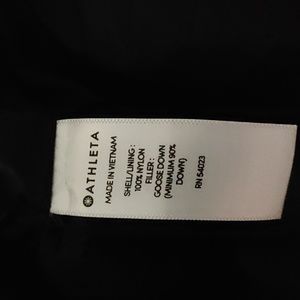 ATHLETA
MADE IN VIETNAM
SHELL/LINING :
100% NYLON
FILLER :
GOOSE DOWN
(MINIMUM 90%
DOWN)
RN 54023